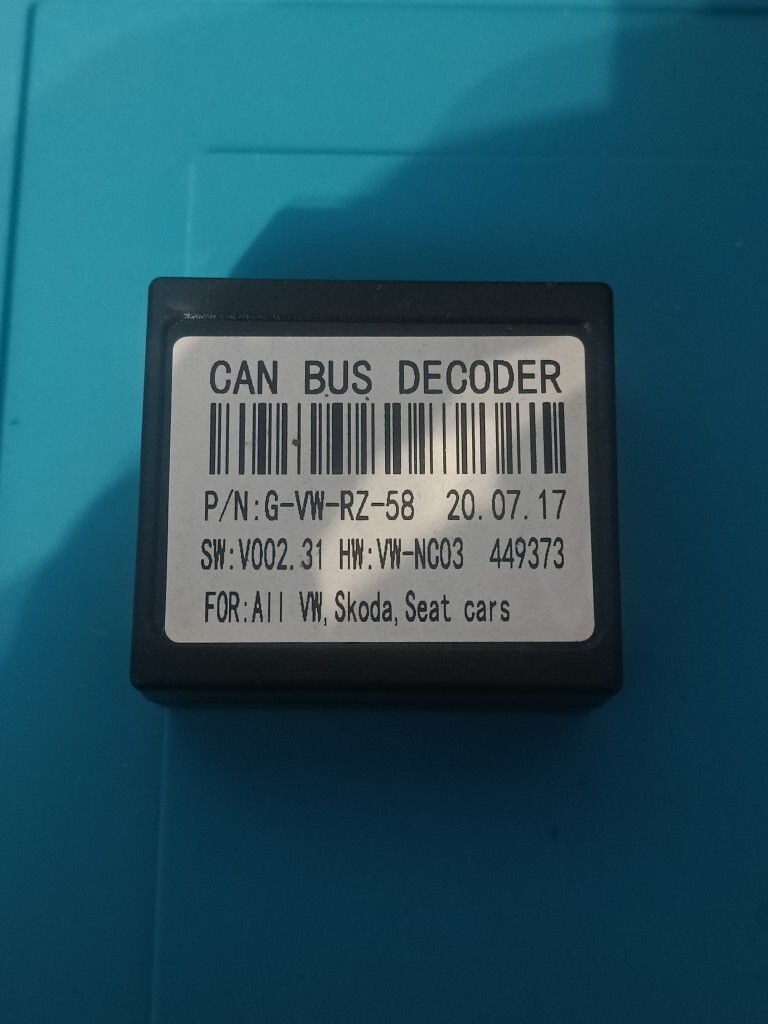 CAN BUS DECODER
P/N:G-VW-RZ-58 20.07.17
SW:V002.31 HW:VW-NC03 449373
FOR:All VW,Skoda,Seat cars